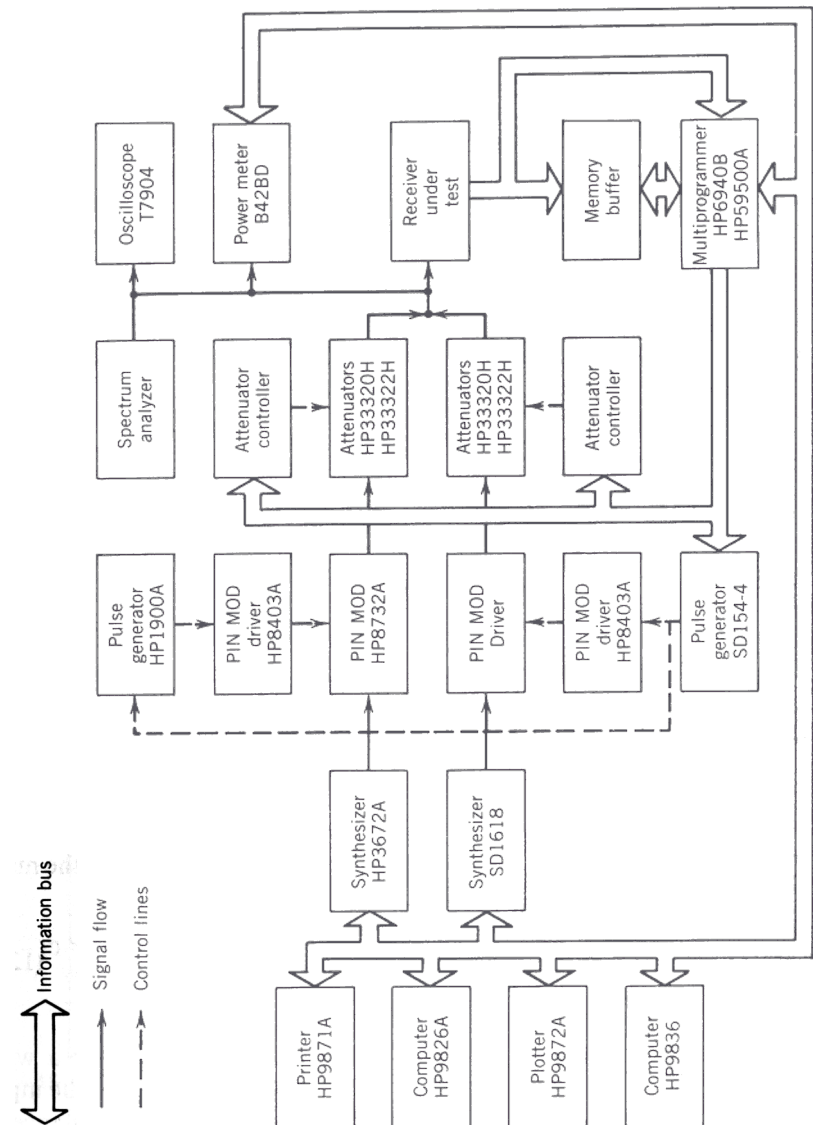 Information bus
Signal flow
Control lines
Pulse
generator
HP1900A
Spectrum
analyzer
Oscilloscope
T7904
PIN MOD
driver
HP8403A
Attenuator
controller
Power meter
B42BD
Printer
HP9871A
Synthesizer
HP3672A
PIN MOD
HP8732A
Attenuators
HP33320H
HP33322H
Receiver
under
test
Computer
HP9826A
Synthesizer
SD1618
PIN MOD
Driver
Attenuators
HP33320H
HP33322H
Plotter
HP9872A
PIN MOD
driver
HP8403A
Attenuator
controller
Memory
buffer
Computer
HP9836
Pulse
generator
SD154-4
Multiprogrammer
HP6940B
HP59500A